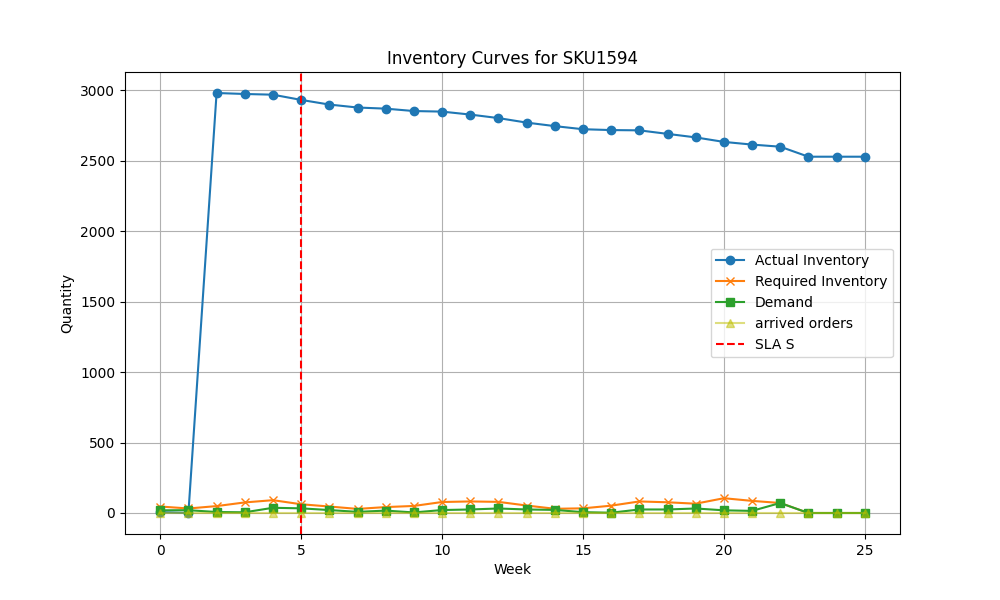 Inventory Curves for SKU1594
3000
2500
2000
1500
1000
500
0
Quantity
Actual Inventory
Required Inventory
Demand
arrived orders
SLA S
0 5 10 15 20 25
Week